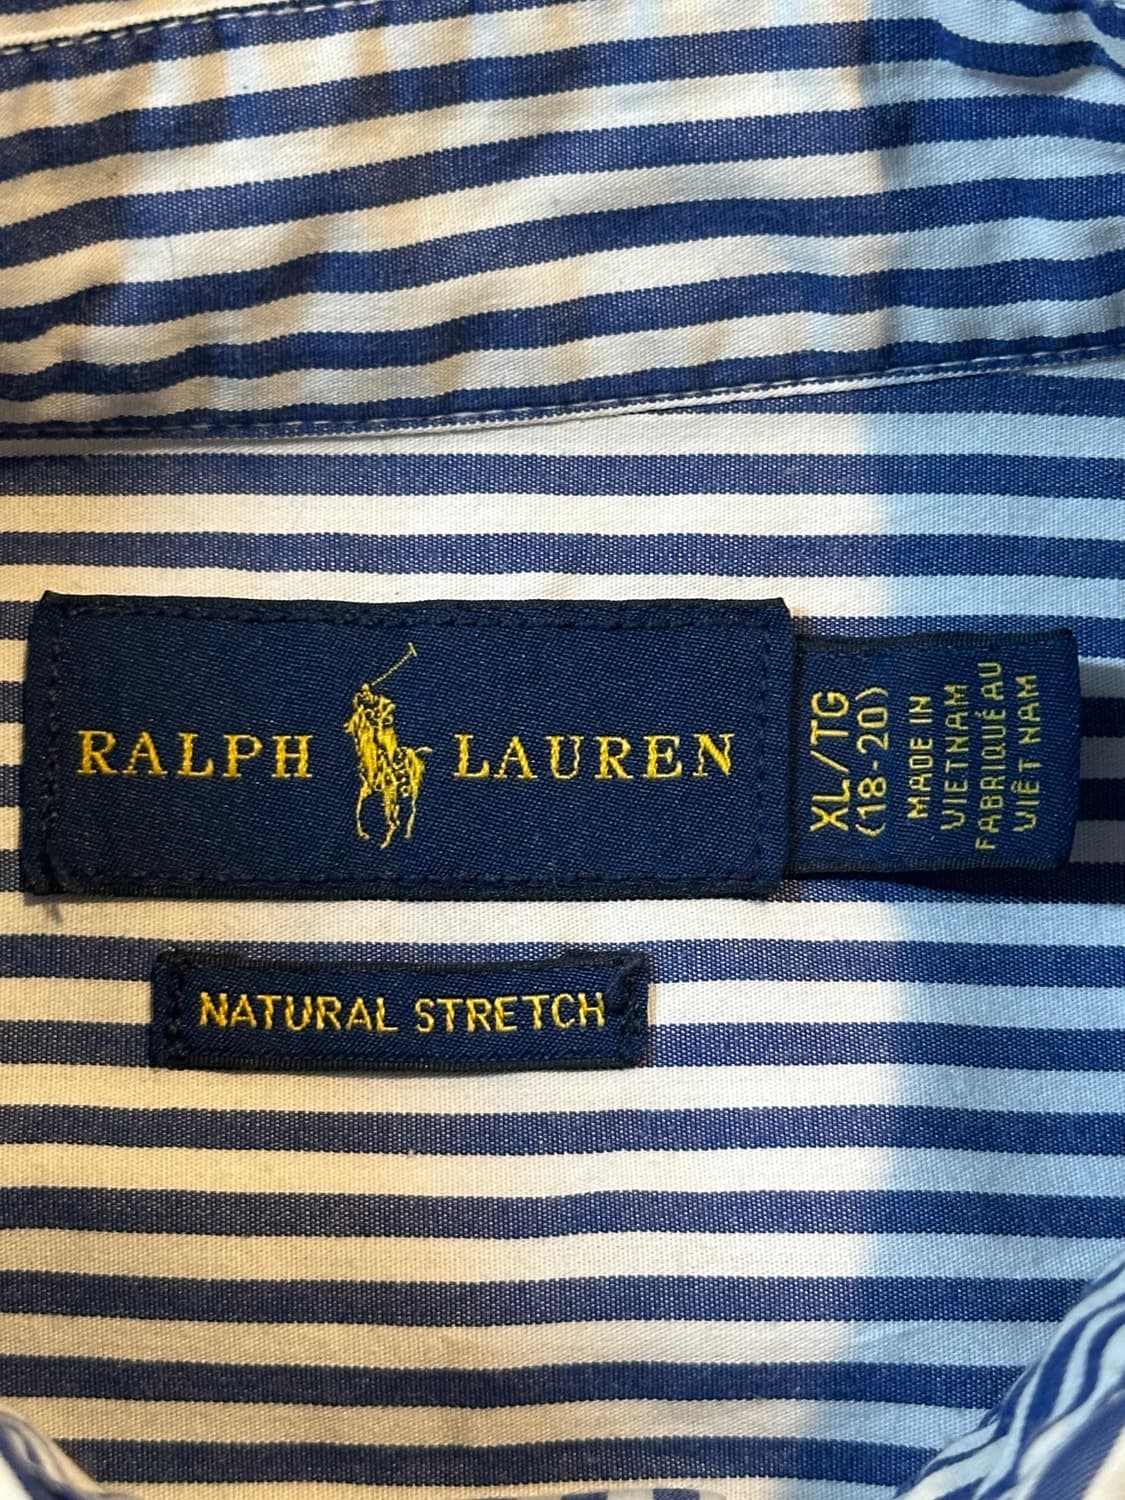 RALPH LAUREN
XL/TG
(18-20)
MADE IN
VIETNAM
FABRIQUÉ AU
VIÊT NAM
NATURAL STRETCH